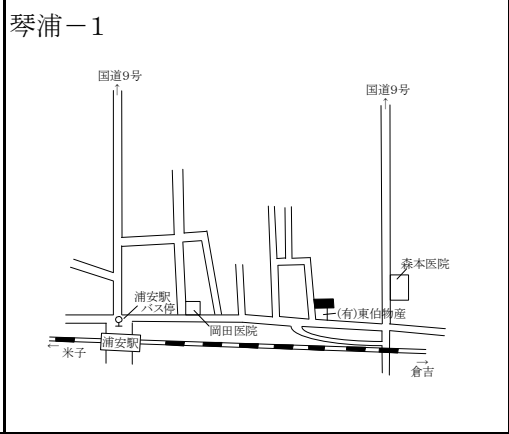 琴浦－1
国道9号
↑
国道9号
↑
森本医院
浦安駅
バス停
(有)東伯物産
岡田医院
←
米子
浦安駅
→
倉吉